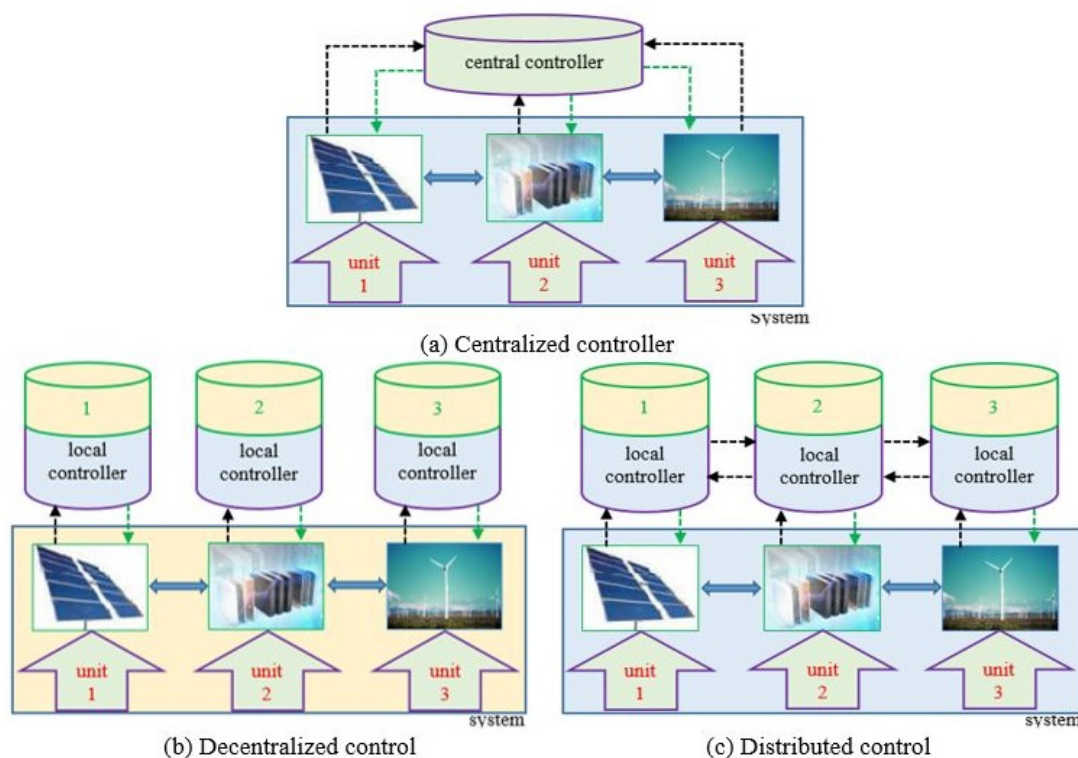 central controller
unit
1
unit
2
unit
3
System
(a) Centralized controller
1
local
controller
2
local
controller
3
local
controller
unit
1
unit
2
unit
3
system
(b) Decentralized control
1
local
controller
2
local
controller
3
local
controller
unit
1
unit
2
unit
3
system
(c) Distributed control